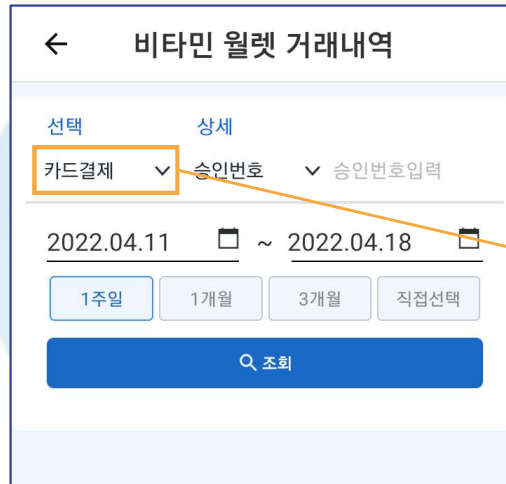 비타민 월렛 거래내역
선택 상세
카드결제 승인번호 승인번호입력
2022.04.11 ~ 2022.04.18
1주일 1개월 3개월 직접선택
조회